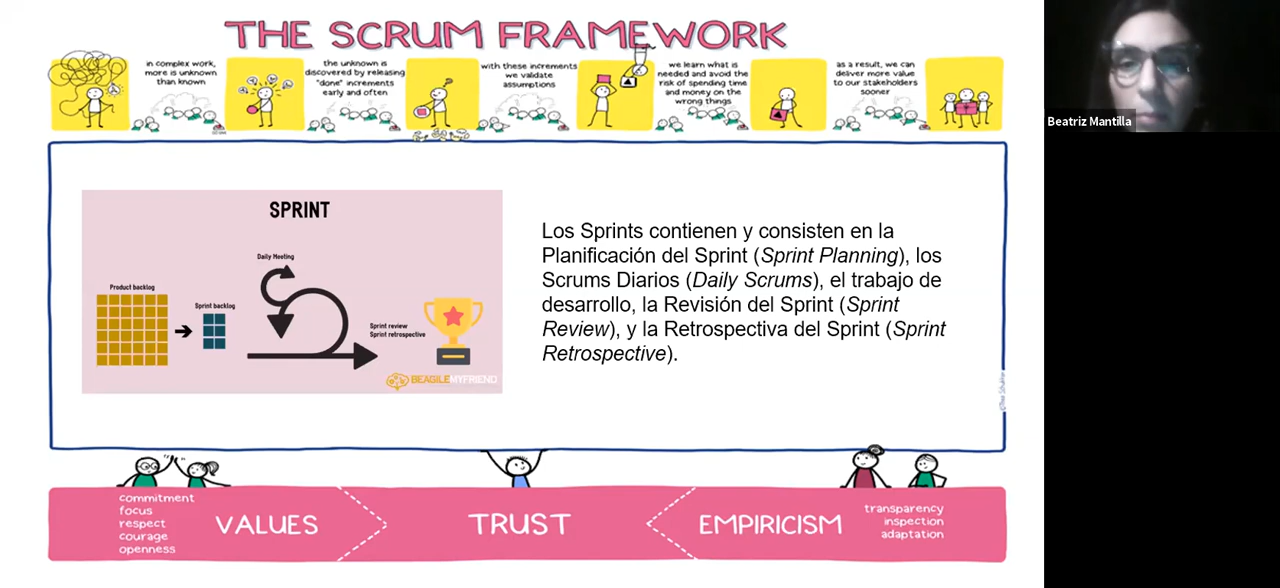 THE SCRUM FRAMEWORK
in complex work,
more is unknown
than known
the unknown is
discovered by releasing
"done" increments
early and often
with these increments
we validate
assumptions
we learn what is
needed and avoid the
risk of spending time
and money on the
wrong things
as a result, we can
deliver more value
to our stakeholders
sooner
Beatriz Mantilla
SPRINT
Daily Meeting
Product backlog
Sprint backlog
Sprint review
Sprint retrospective
BEAGILEMYFRIEND
Los Sprints contienen y consisten en la
Planificación del Sprint (Sprint Planning), los
Scrums Diarios (Daily Scrums), el trabajo de
desarrollo, la Revisión del Sprint (Sprint
Review), y la Retrospectiva del Sprint (Sprint
Retrospective).
commitment
focus
respect
courage
openness
VALUES
TRUST
EMPIRICISM
transparency
inspection
adaptation